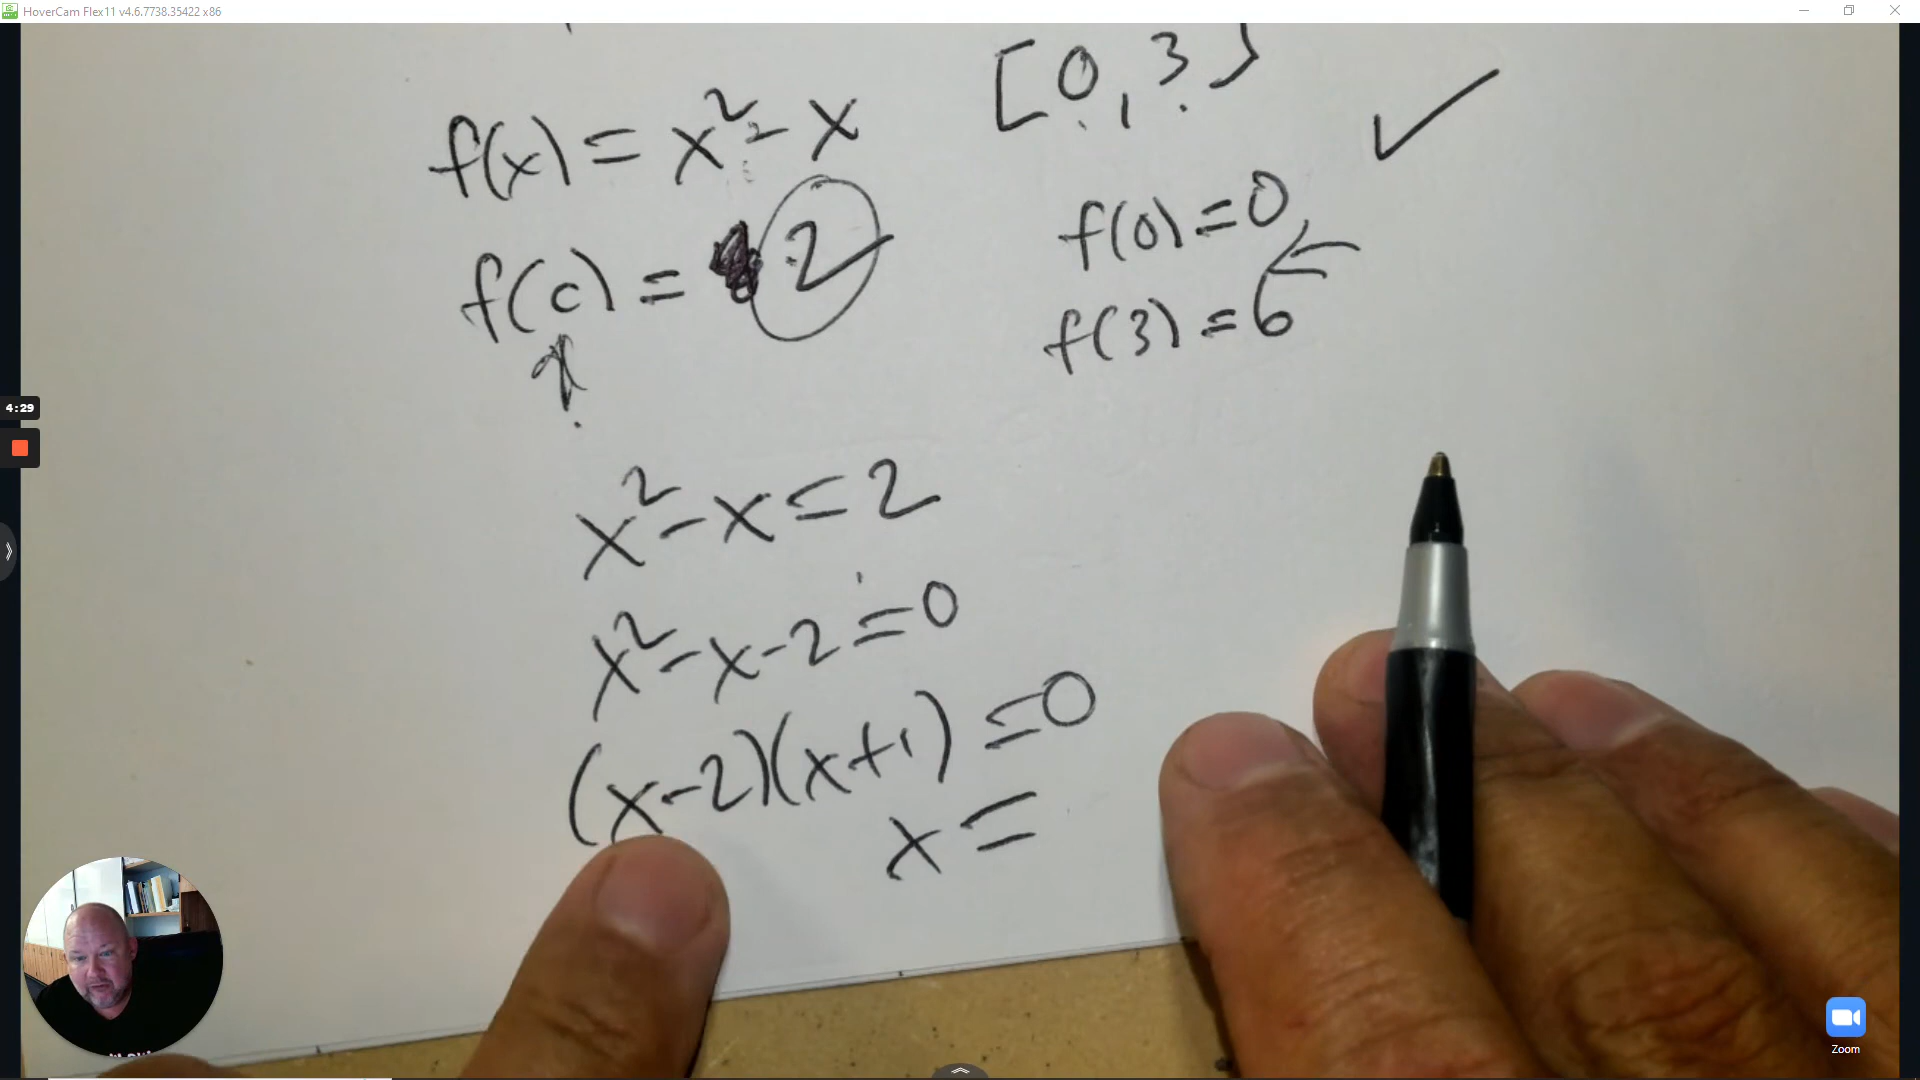 HoverCam Flex11 v4.6.7738.35422 x86
[0, 3]
f(x) = x² - x
f(0) = 0
f(c) = 2
f(3) = 6
x
4:29
x² - x = 2
x² - x - 2 = 0
(x-2)(x+1) = 0
x =
Zoom